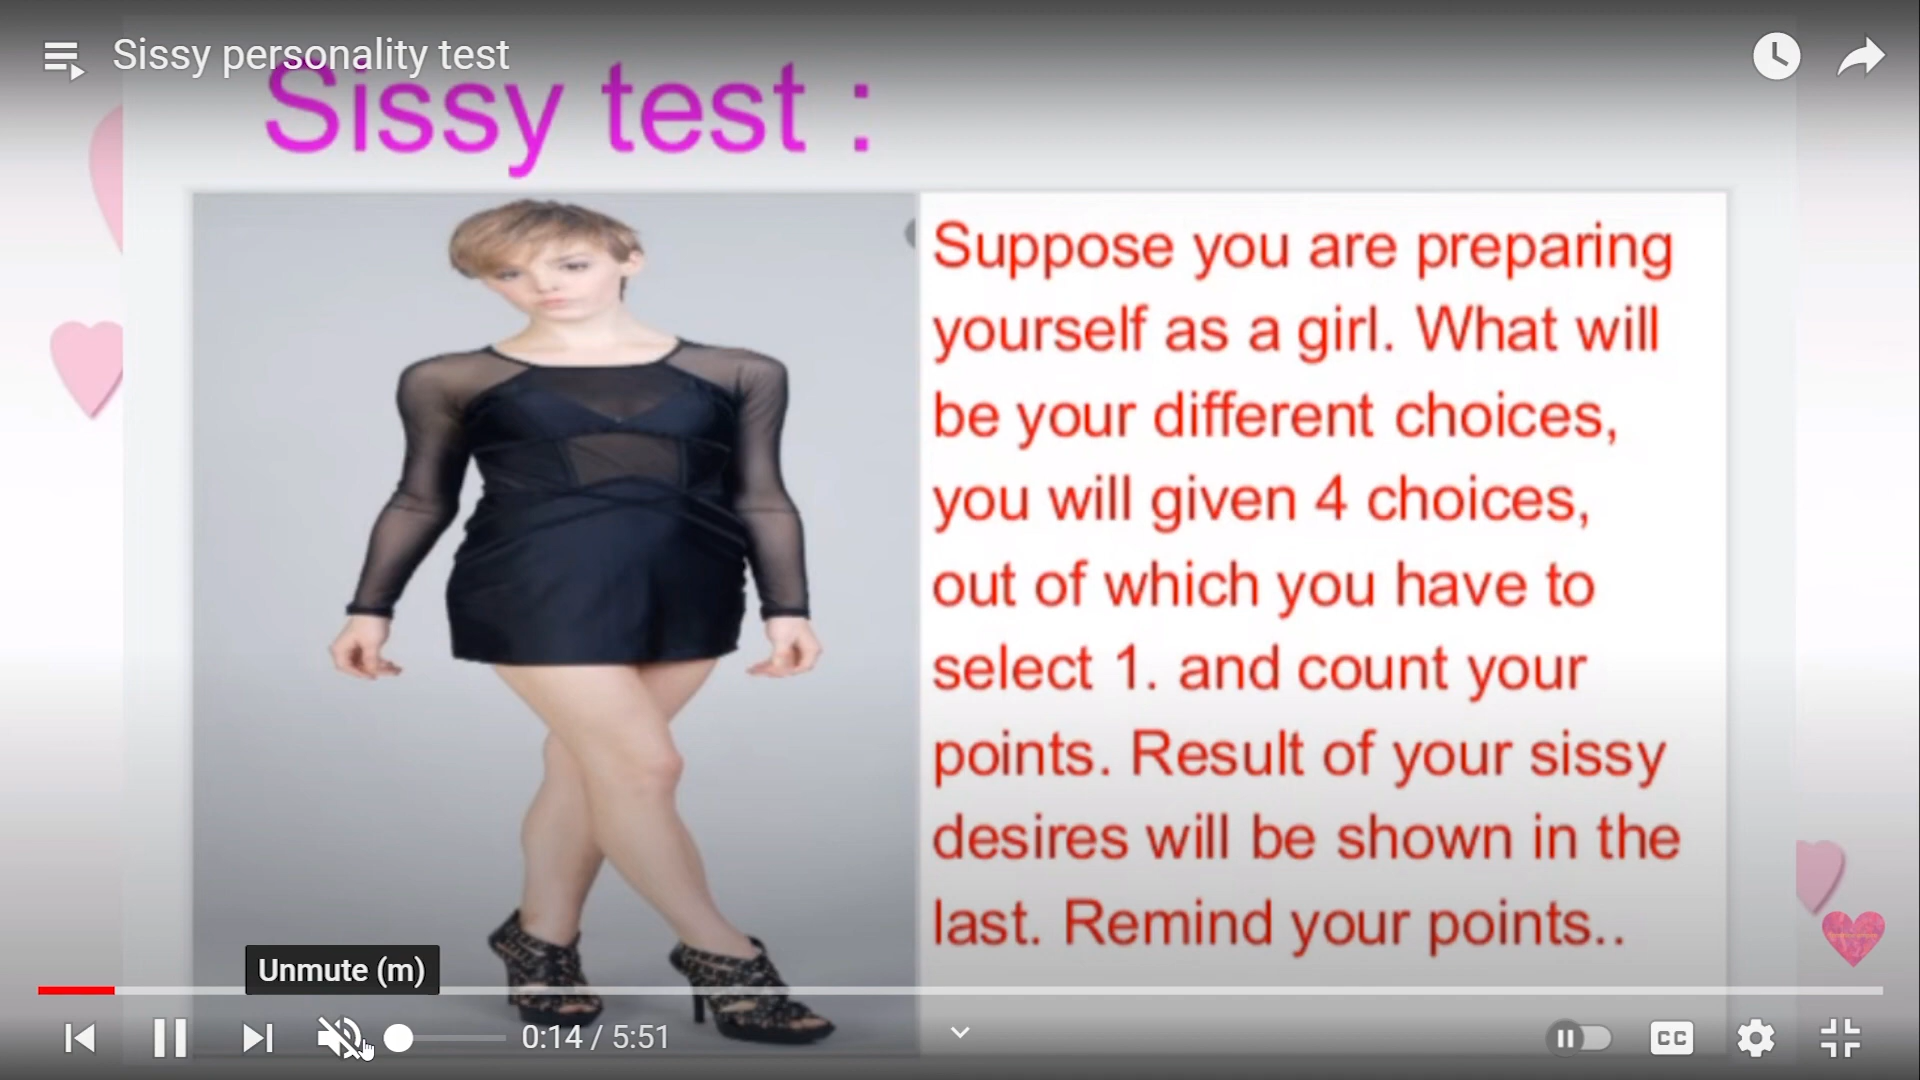 Sissy personality test
Sissy test :
Suppose you are preparing
yourself as a girl. What will
be your different choices,
you will given 4 choices,
out of which you have to
select 1. and count your
points. Result of your sissy
desires will be shown in the
last. Remind your points..
Unmute (m)
0:14 / 5:51
CC